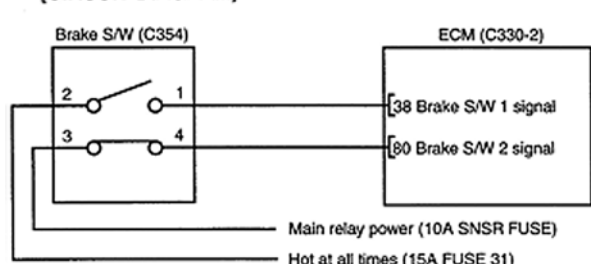 Brake S/W (C354) ECM (C330-2)
2 1 38 Brake S/W 1 signal
3 4 80 Brake S/W 2 signal
Main relay power (10A SNSR FUSE)
Hot at all times (15A FUSE 31)